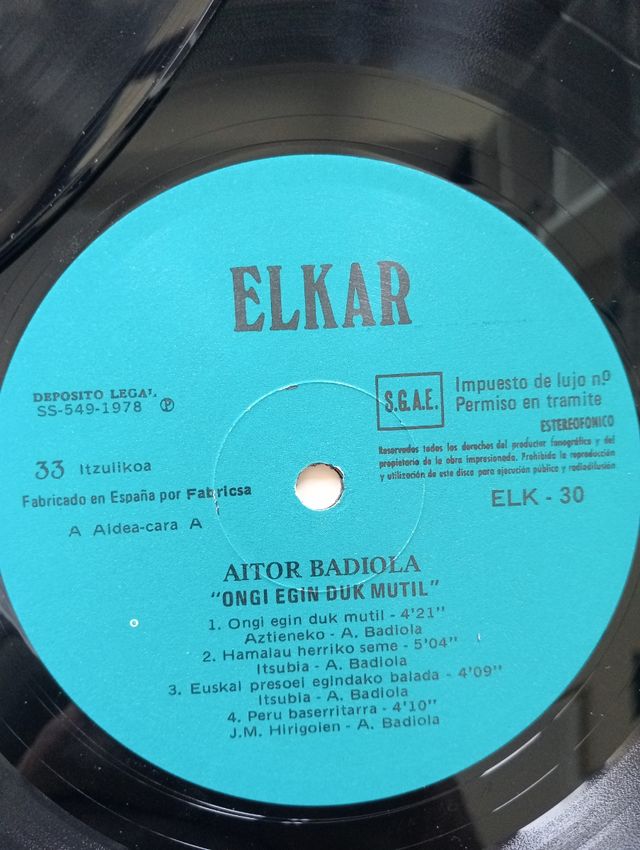 ELKAR
DEPOSITO LEGAL.
SS-549-1978 Ⓟ
S.G.A.E.
Impuesto de lujo nº
Permiso en tramite
ESTEREOFONICO
Reservados todos los derechos del productor fonográfico y del
propietario de la obra impresionada. Prohibida la reproducción
y utilización de este disco para ejecución pública y radiodifusión
33 Itzulikoa
Fabricado en España por Fabricsa
ELK - 30
A Aldea-cara A
AITOR BADIOLA
"ONGI EGIN DUK MUTIL"
1. Ongi egin duk mutil - 4'21"
Aztieneko - A. Badiola
2. Hamalau herriko seme - 5'04"
Itsubia - A. Badiola
3. Euskal presoei egindako balada - 4'09"
Itsubia - A. Badiola
4. Peru baserritarra - 4'10"
J.M. Hirigoien - A. Badiola